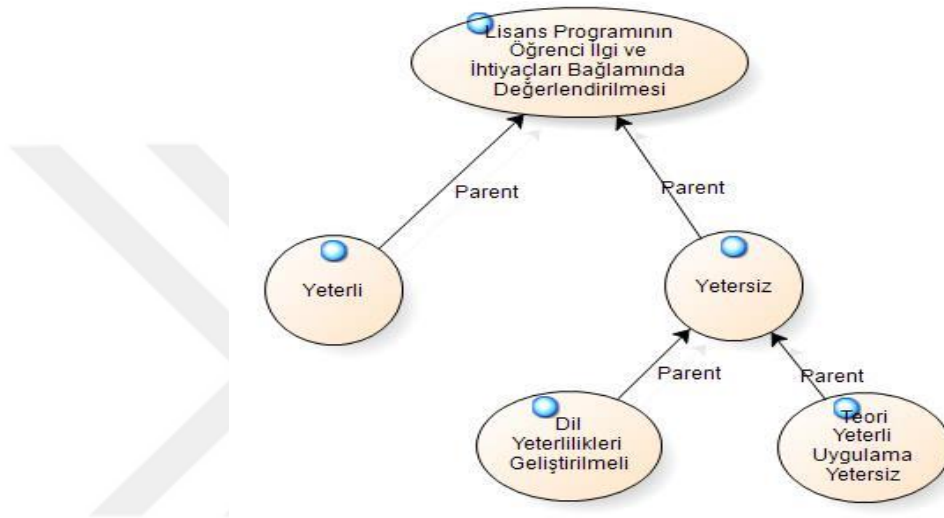 Lisans Programının
Öğrenci İlgi ve
İhtiyaçları Bağlamında
Değerlendirilmesi
Parent
Parent
Yeterli
Yetersiz
Parent
Parent
Dil
Yeterlilikleri
Geliştirilmeli
Teori
Yeterli
Uygulama
Yetersiz